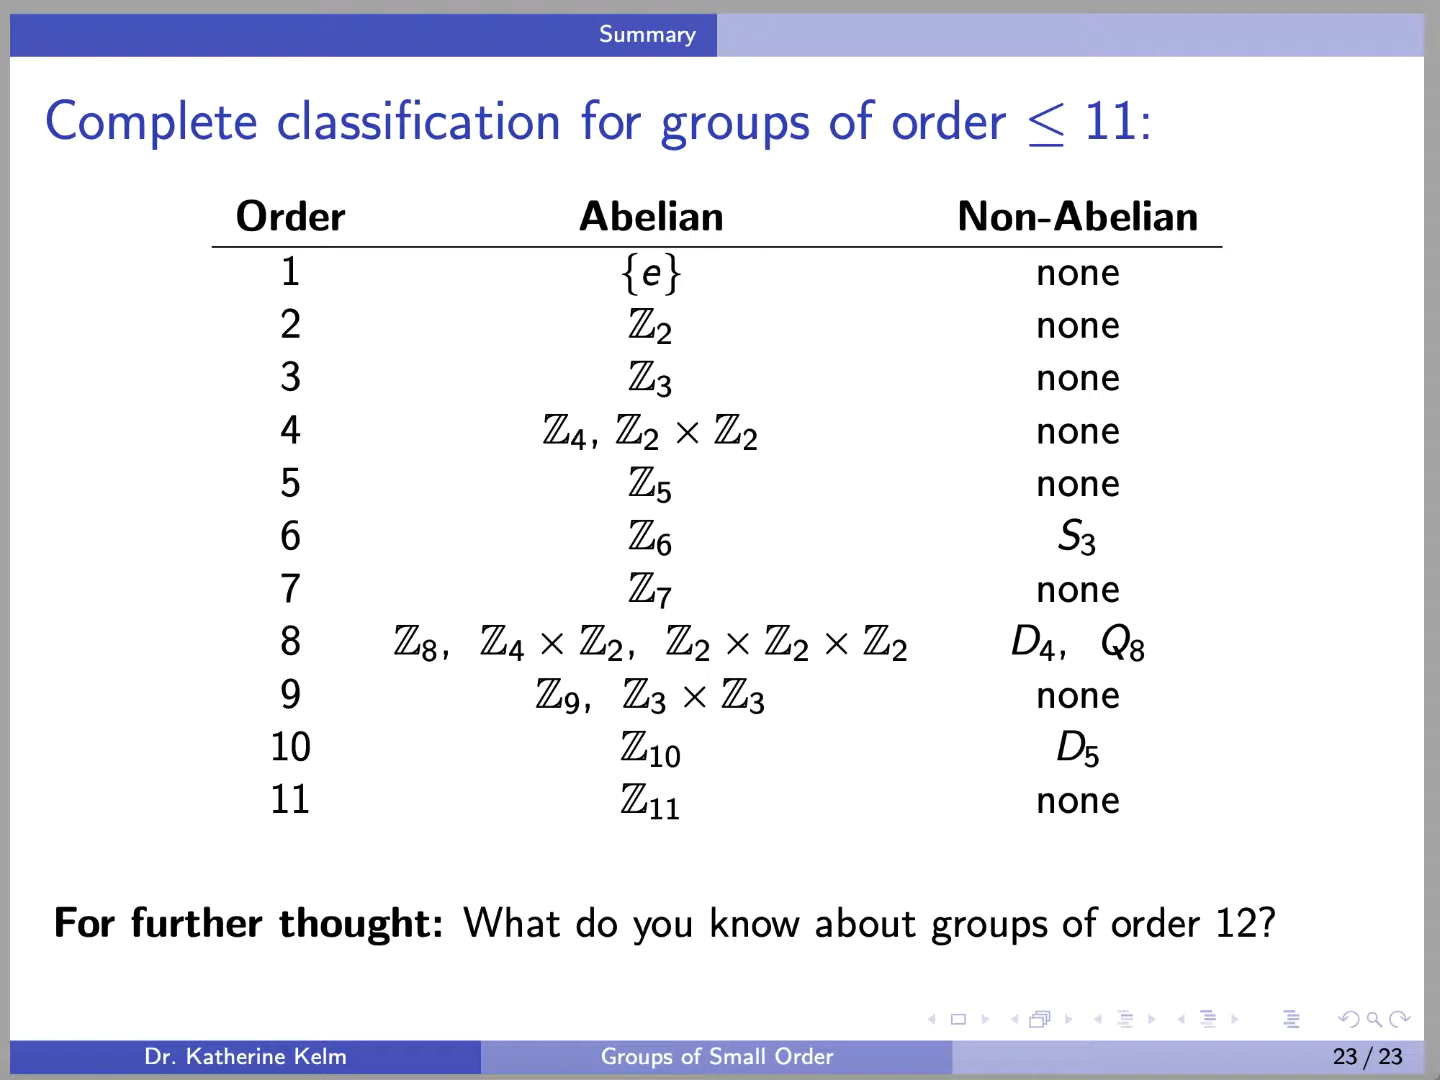 Summary
Complete classification for groups of order ≤ 11:
Order Abelian Non-Abelian
1 {e} none
2 ℤ₂ none
3 ℤ₃ none
4 ℤ₄, ℤ₂ × ℤ₂ none
5 ℤ₅ none
6 ℤ₆ S₃
7 ℤ₇ none
8 ℤ₈, ℤ₄ × ℤ₂, ℤ₂ × ℤ₂ × ℤ₂ D₄, Q₈
9 ℤ₉, ℤ₃ × ℤ₃ none
10 ℤ₁₀ D₅
11 ℤ₁₁ none
For further thought: What do you know about groups of order 12?
Dr. Katherine Kelm Groups of Small Order 23 / 23